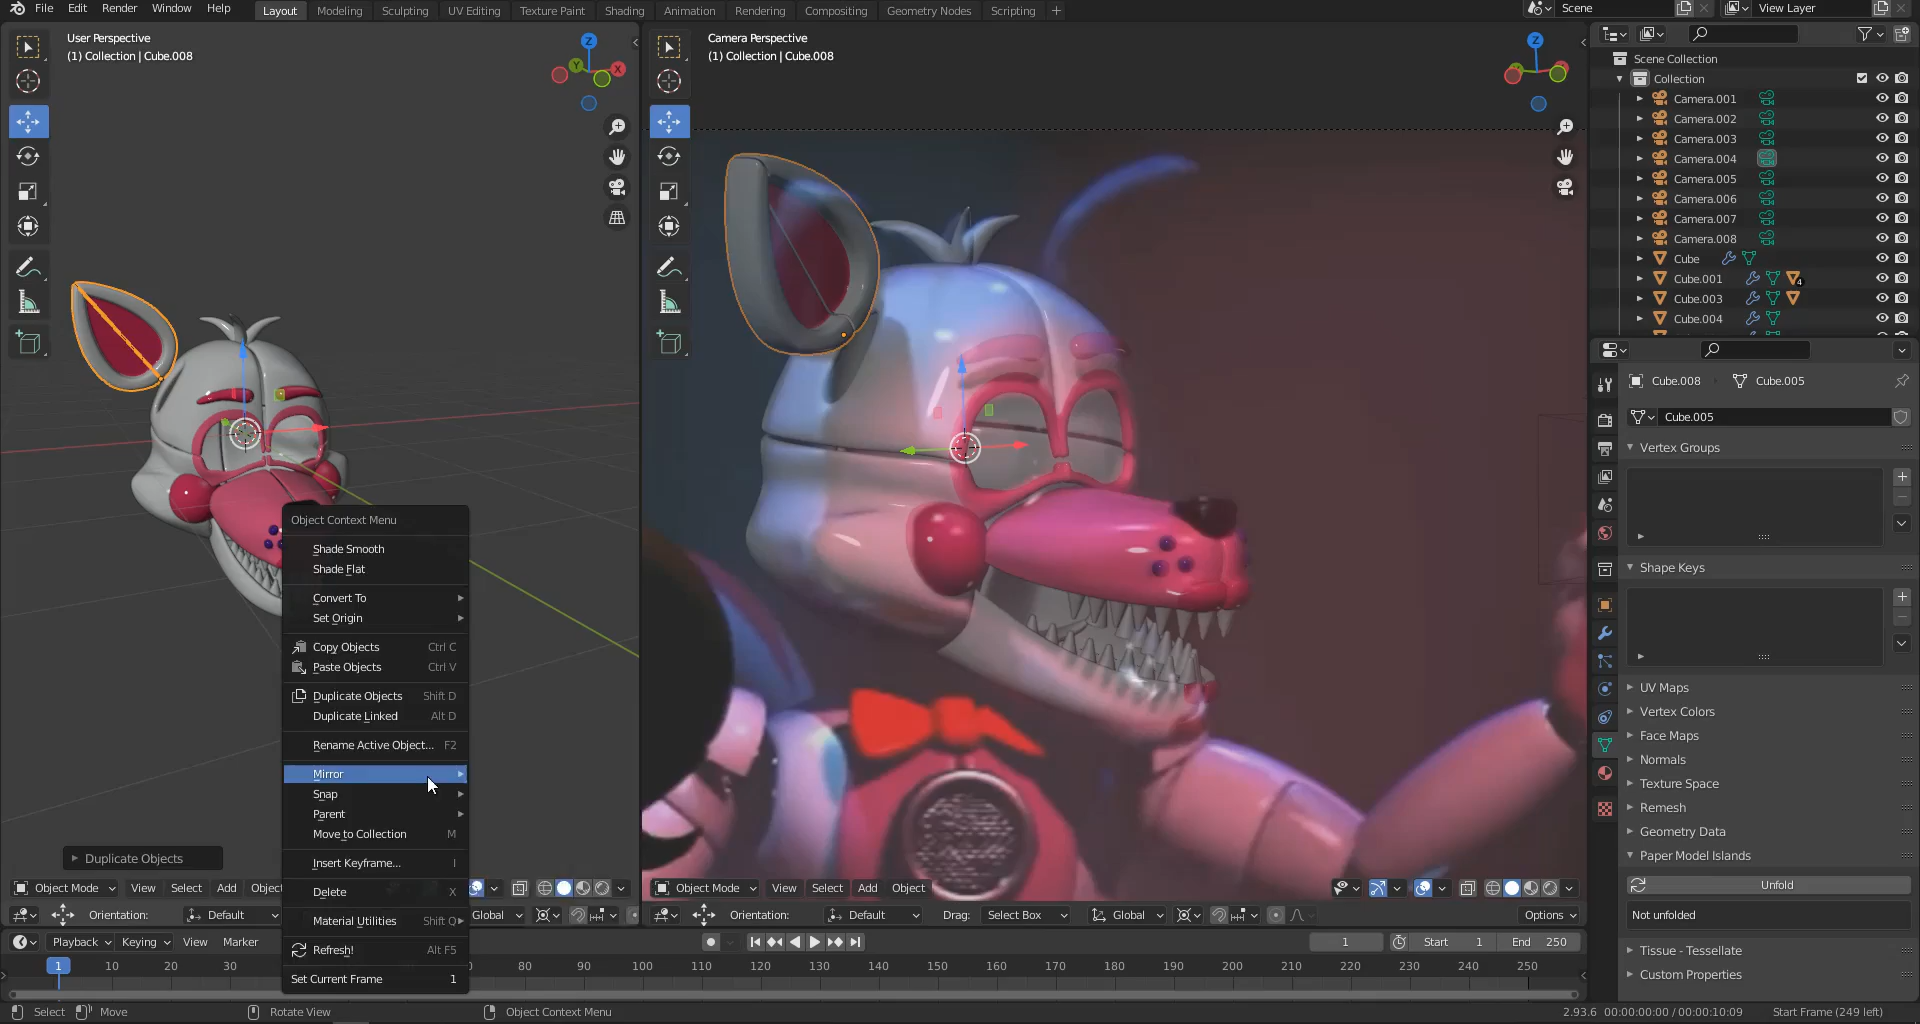 File Edit Render Window Help Layout Modeling Sculpting UV Editing Texture Paint Shading Animation Rendering Compositing Geometry Nodes Scripting Scene View Layer
User Perspective
(1) Collection | Cube.008
Z
Y
X
Camera Perspective
(1) Collection | Cube.008
Z
Scene Collection
Collection
Camera.001
Camera.002
Camera.003
Camera.004
Camera.005
Camera.006
Camera.007
Camera.008
Cube
Cube.001 4
Cube.003
Cube.004
Cube.008 Cube.005
Cube.005
Vertex Groups
Shape Keys
UV Maps
Vertex Colors
Face Maps
Normals
Texture Space
Remesh
Geometry Data
Paper Model Islands
Unfold
Not unfolded
Tissue - Tessellate
Custom Properties
Object Context Menu
Shade Smooth
Shade Flat
Convert To
Set Origin
Copy Objects Ctrl C
Paste Objects Ctrl V
Duplicate Objects Shift D
Duplicate Linked Alt D
Rename Active Object... F2
Mirror
Snap
Parent
Move to Collection M
Insert Keyframe... I
Delete X
Material Utilities Shift Q
Refresh! Alt F5
Set Current Frame 1
Duplicate Objects
Object Mode View Select Add Object
Orientation: Default Global
Object Mode View Select Add Object
Orientation: Default Drag: Select Box Global Options
Playback Keying View Marker 1 Start 1 End 250
1 10 20 30 80 90 100 110 120 130 140 150 160 170 180 190 200 210 220 230 240 250
Select Move Rotate View Object Context Menu 2.93.6 00:00:00:00 / 00:00:10:09 Start Frame (249 left)